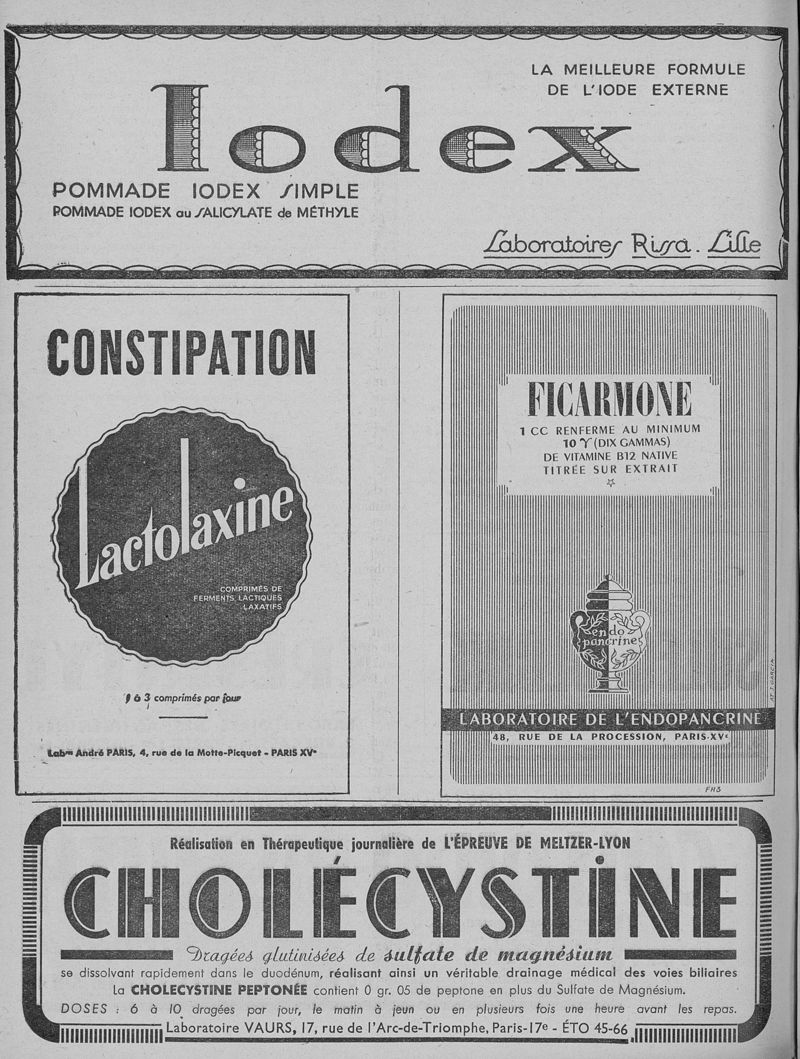 LA MEILLEURE FORMULE
DE L'IODE EXTERNE
Iodex
POMMADE IODEX SIMPLE
POMMADE IODEX au SALICYLATE de MÉTHYLE
Laboratoires Rissa. Lille
CONSTIPATION
Lactolaxine
COMPRIMÉS DE
FERMENTS LACTIQUES
LAXATIFS
1 à 3 comprimés par jour
Labres André PARIS, 4, rue de la Motte-Picquet - PARIS XVe
FICARMONE
1 CC RENFERME AU MINIMUM
10 γ (DIX GAMMAS)
DE VITAMINE B12 NATIVE
TITRÉE SUR EXTRAIT
endo
pancrine
AT. J. GARCIA
LABORATOIRE DE L'ENDOPANCRINE
48, RUE DE LA PROCESSION, PARIS-XVe
Réalisation en Thérapeutique journalière de L'ÉPREUVE DE MELTZER-LYON
CHOLÉCYSTINE
Dragées glutinisées de sulfate de magnésium
se dissolvant rapidement dans le duodénum, réalisant ainsi un véritable drainage médical des voies biliaires
La CHOLECYSTINE PEPTONÉE contient 0 gr. 05 de peptone en plus du Sulfate de Magnésium.
DOSES : 6 à 10 dragées par jour, le matin à jeun ou en plusieurs fois une heure avant les repas.
Laboratoire VAURS, 17, rue de l'Arc-de-Triomphe, Paris-17e - ÉTO 45-66